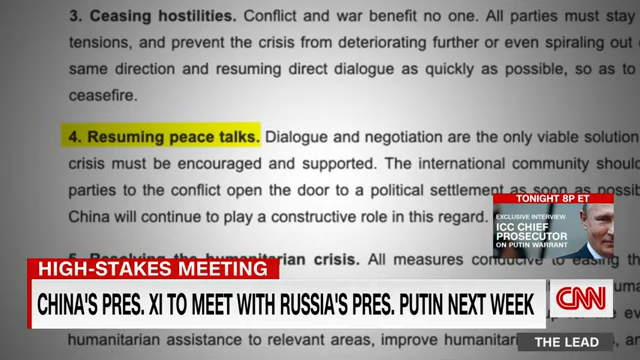 3. Ceasing hostilities. Conflict and war benefit no one. All parties must stay
tensions, and prevent the crisis from deteriorating further or even spiraling out
same direction and resuming direct dialogue as quickly as possible, so as to
ceasefire.
4. Resuming peace talks. Dialogue and negotiation are the only viable solution
crisis must be encouraged and supported. The international community should
parties to the conflict open the door to a political settlement as soon as
China will continue to play a constructive role in this regard.
TONIGHT 8P ET
EXCLUSIVE INTERVIEW
ICC CHIEF
PROSECUTOR
ON PUTIN WARRANT
5. Resolving the humanitarian crisis. All measures conducive to easing the
HIGH-STAKES MEETING
CHINA'S PRES. XI TO MEET WITH RUSSIA'S PRES. PUTIN NEXT WEEK
CNN
humanitarian assistance to relevant areas, improve humanitarian
THE LEAD